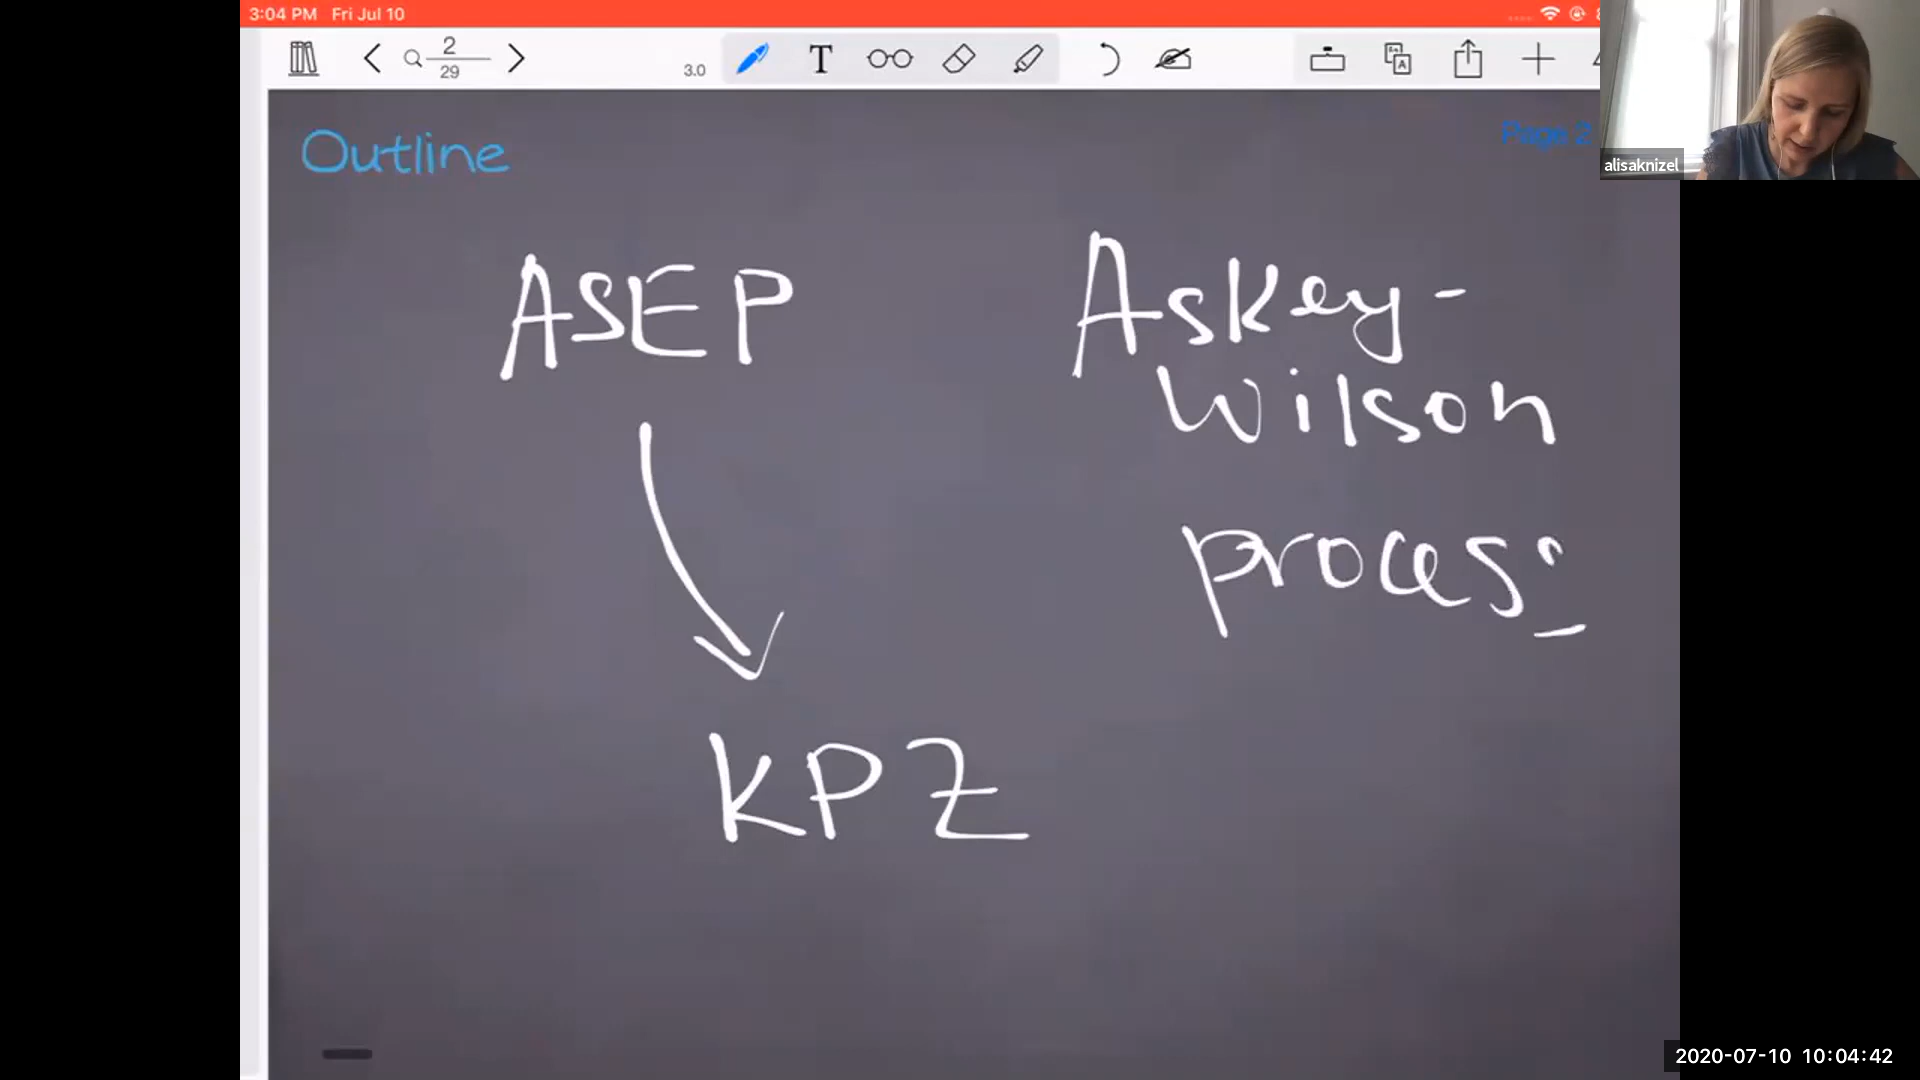 3:04 PM Fri Jul 10
2
29
3.0
T
Outline
Page 2
alisaknizel
ASEP
Askey-
Wilson
process
KPZ
2020-07-10 10:04:42